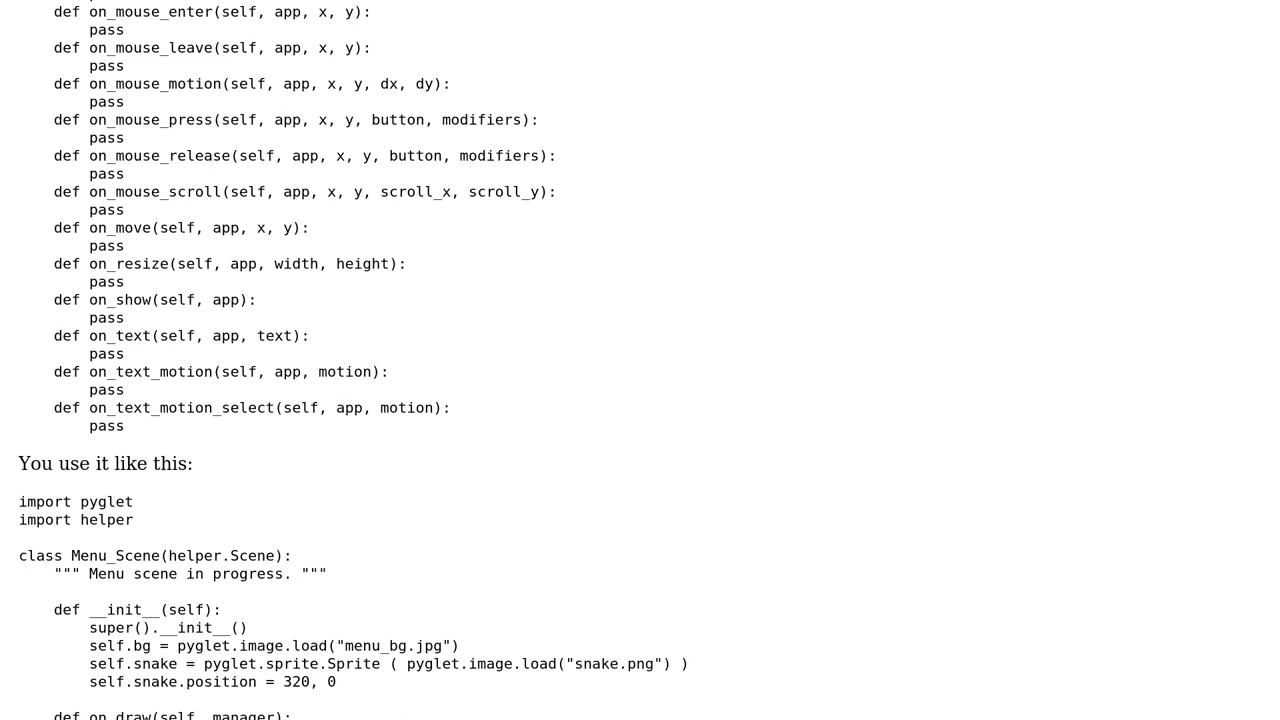 def on_mouse_enter(self, app, x, y):
        pass
    def on_mouse_leave(self, app, x, y):
        pass
    def on_mouse_motion(self, app, x, y, dx, dy):
        pass
    def on_mouse_press(self, app, x, y, button, modifiers):
        pass
    def on_mouse_release(self, app, x, y, button, modifiers):
        pass
    def on_mouse_scroll(self, app, x, y, scroll_x, scroll_y):
        pass
    def on_move(self, app, x, y):
        pass
    def on_resize(self, app, width, height):
        pass
    def on_show(self, app):
        pass
    def on_text(self, app, text):
        pass
    def on_text_motion(self, app, motion):
        pass
    def on_text_motion_select(self, app, motion):
        pass
You use it like this:
import pyglet
import helper
class Menu_Scene(helper.Scene):
    """ Menu scene in progress. """
    def __init__(self):
        super().__init__()
        self.bg = pyglet.image.load("menu_bg.jpg")
        self.snake = pyglet.sprite.Sprite ( pyglet.image.load("snake.png") )
        self.snake.position = 320, 0
    def on_draw(self, manager):